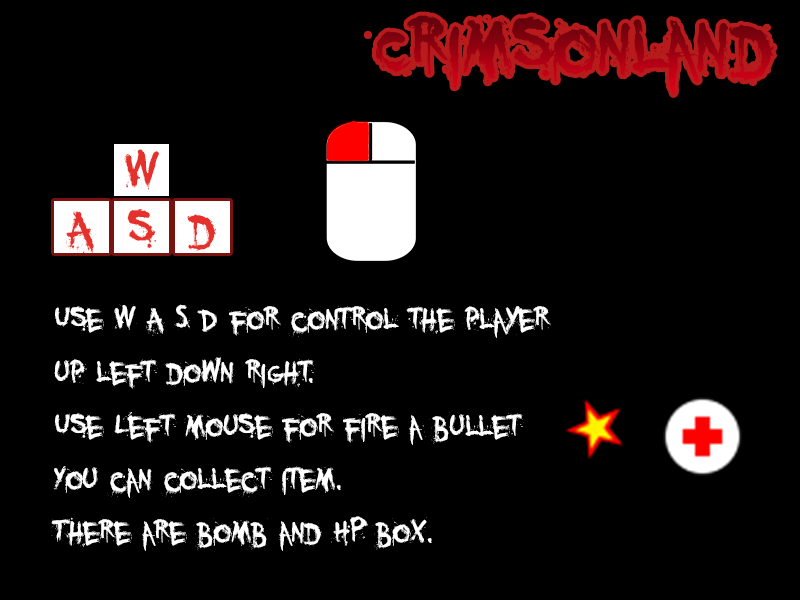 CRIMSONLAND
W
A S D
USE W A S D FOR CONTROL THE PLAYER
UP LEFT DOWN RIGHT.
USE LEFT MOUSE FOR FIRE A BULLET
YOU CAN COLLECT ITEM.
THERE ARE BOMB AND HP BOX.